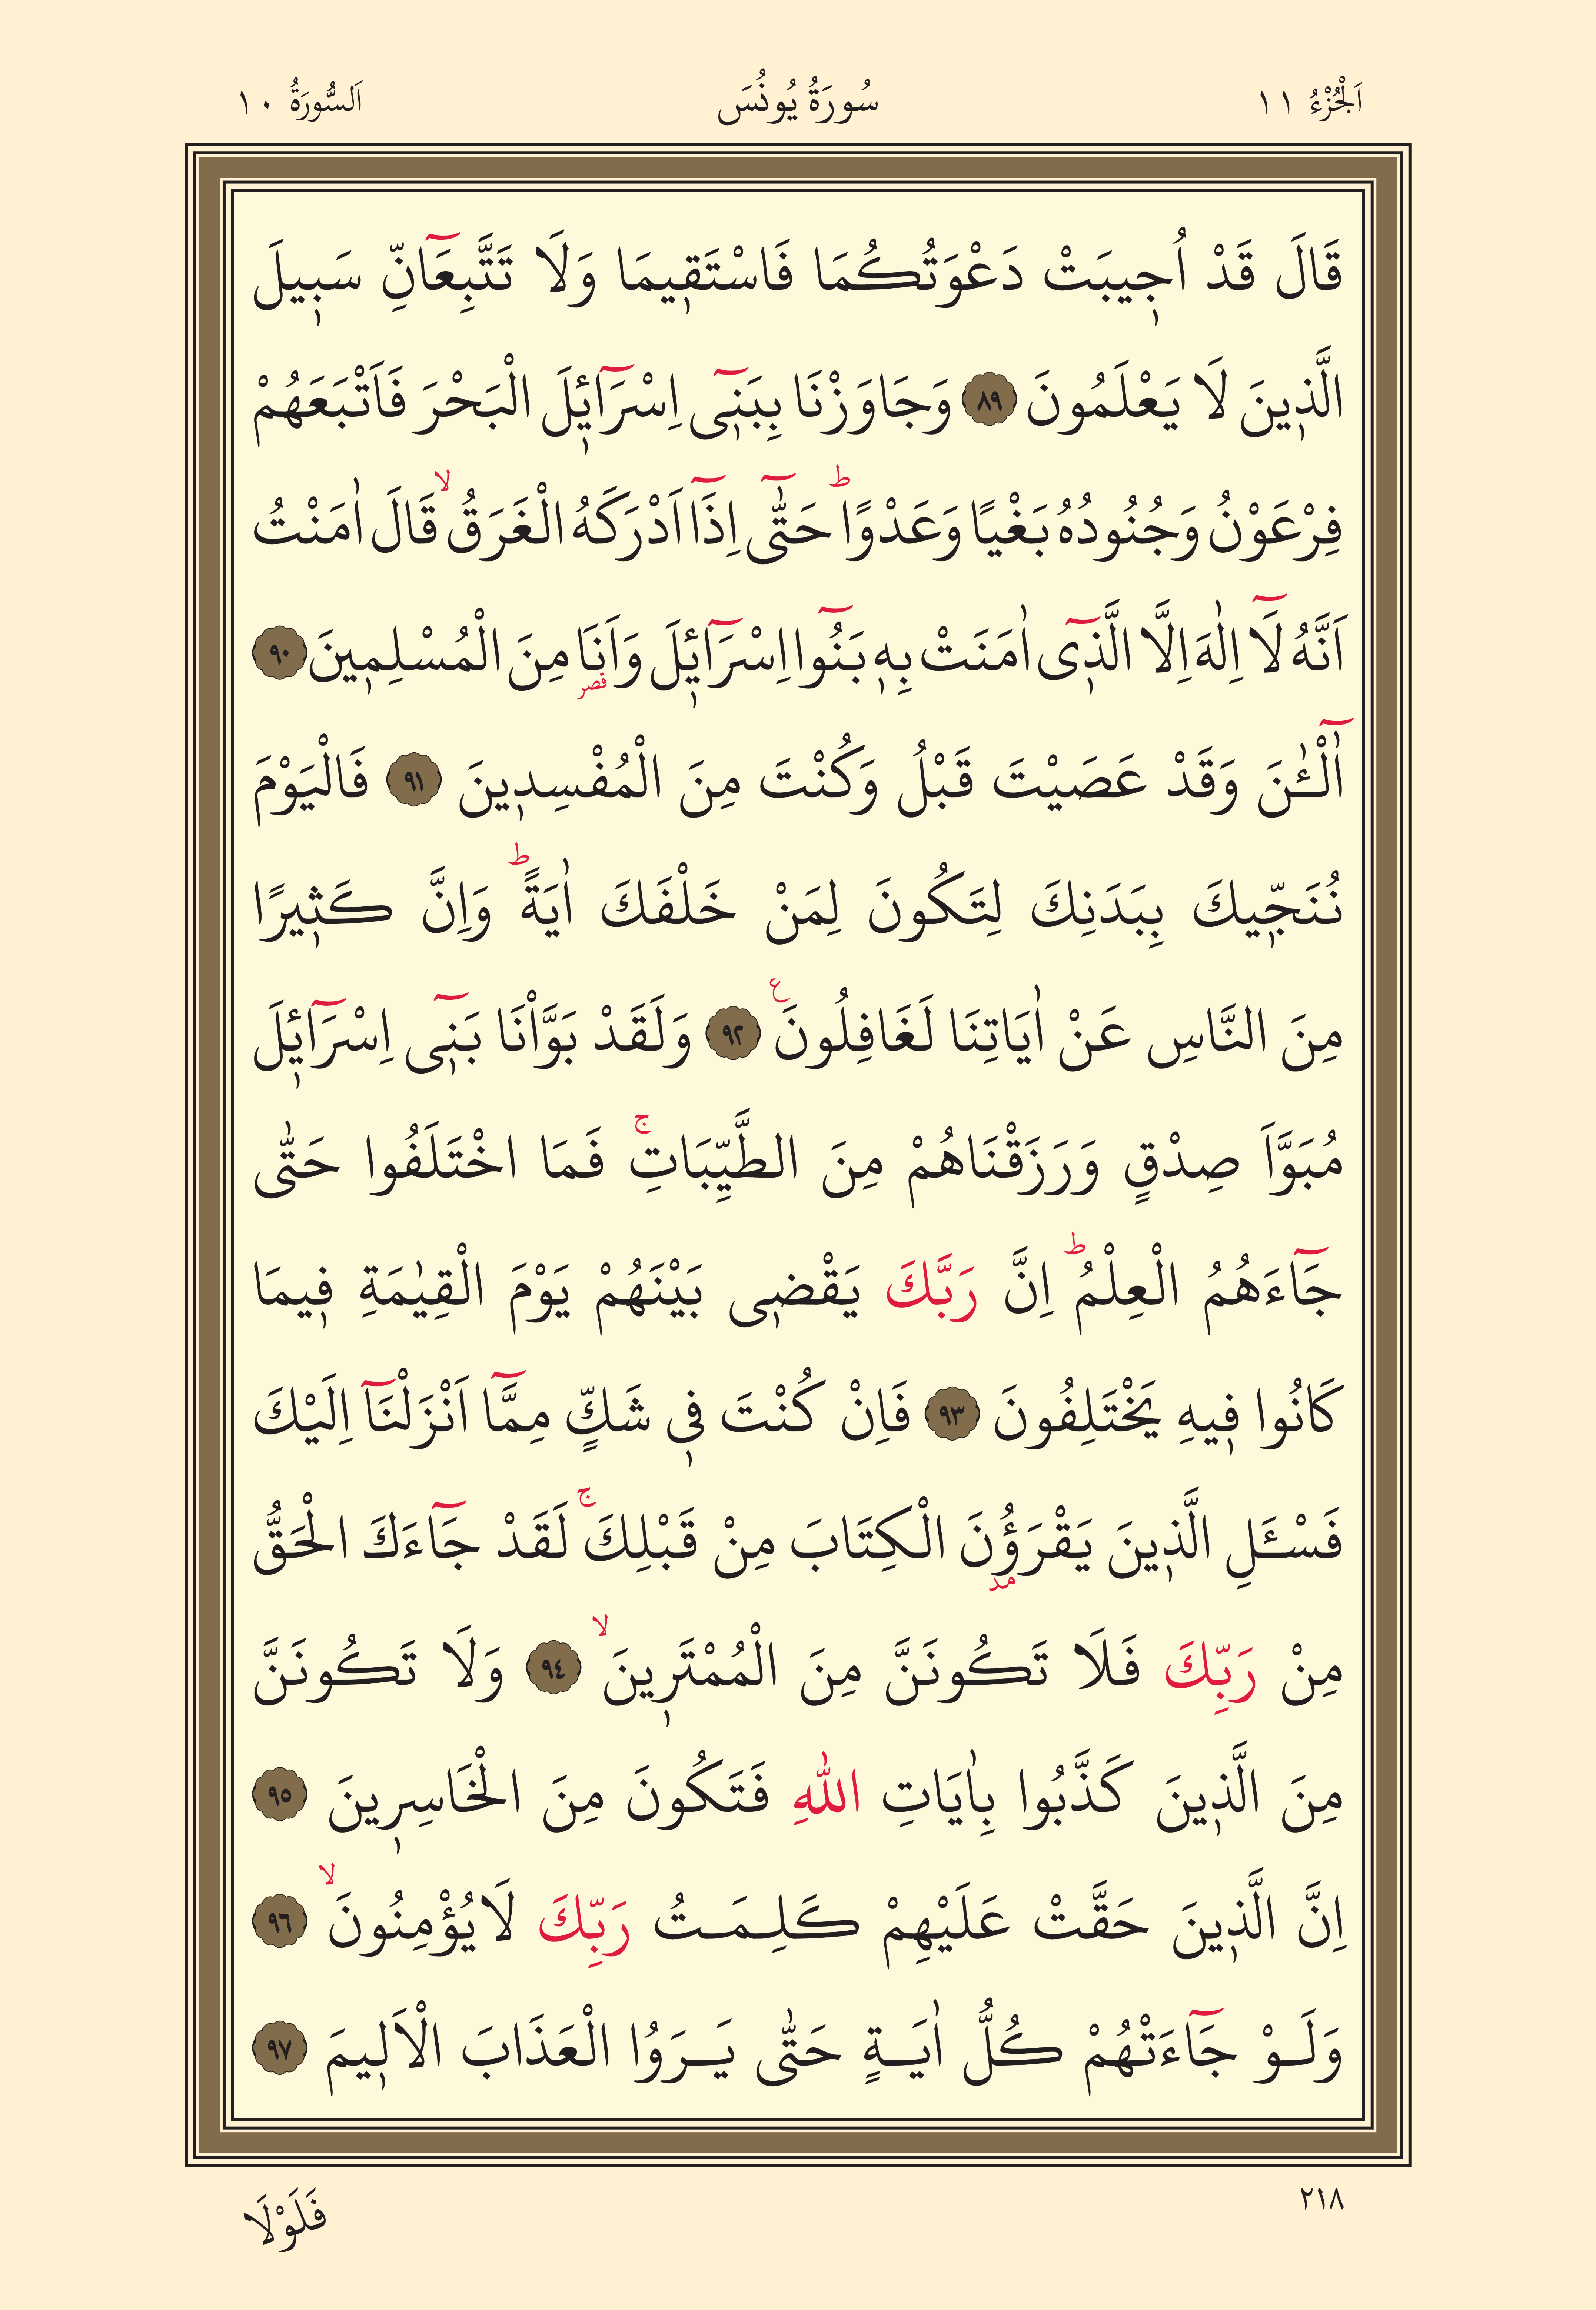 اَلْجُزْءُ ١١
سُورَةُ يُونُسَ
اَلسُّورَةُ ١٠
قَالَ قَدْ اُج۪يبَتْ دَعْوَتُكُمَا فَاسْتَق۪يمَا وَلَا تَتَّبِعَٓانِّ سَب۪يلَ
الَّذ۪ينَ لَا يَعْلَمُونَ ﴿٨٩﴾ وَجَاوَزْنَا بِبَن۪ٓي اِسْرَٓائ۪لَ الْبَحْرَ فَاَتْبَعَهُمْ
فِرْعَوْنُ وَجُنُودُهُ بَغْيًا وَعَدْوًاۜ حَتّٰٓى اِذَٓا اَدْرَكَهُ الْغَرَقُۙ قَالَ اٰمَنْتُ
اَنَّهُ لَٓا اِلٰهَ اِلَّا الَّذ۪ٓي اٰمَنَتْ بِه۪ بَنُٓوا اِسْرَٓائ۪لَ وَاَنَا۬ مِنَ الْمُسْلِم۪ينَ ﴿٩٠﴾
آٰلْـٰٔنَ وَقَدْ عَصَيْتَ قَبْلُ وَكُنْتَ مِنَ الْمُفْسِد۪ينَ ﴿٩١﴾ فَالْيَوْمَ
نُنَجّ۪يكَ بِبَدَنِكَ لِتَكُونَ لِمَنْ خَلْفَكَ اٰيَةًۜ وَاِنَّ كَث۪يرًا
مِنَ النَّاسِ عَنْ اٰيَاتِنَا لَغَافِلُونَ۟ ﴿٩٢﴾ وَلَقَدْ بَوَّأْنَا بَن۪ٓي اِسْرَٓائ۪لَ
مُبَوَّاَ صِدْقٍ وَرَزَقْنَاهُمْ مِنَ الطَّيِّبَاتِۚ فَمَا اخْتَلَفُوا حَتّٰى
جَٓاءَهُمُ الْعِلْمُۜ اِنَّ رَبَّكَ يَقْض۪ي بَيْنَهُمْ يَوْمَ الْقِيٰمَةِ ف۪يمَا
كَانُوا ف۪يهِ يَخْتَلِفُونَ ﴿٩٣﴾ فَاِنْ كُنْتَ ف۪ي شَكٍّ مِمَّٓا اَنْزَلْنَٓا اِلَيْكَ
فَسْـَٔلِ الَّذ۪ينَ يَقْرَؤُ۫نَ الْكِتَابَ مِنْ قَبْلِكَۚ لَقَدْ جَٓاءَكَ الْحَقُّ
مِنْ رَبِّكَ فَلَا تَكُونَنَّ مِنَ الْمُمْتَر۪ينَۙ ﴿٩٤﴾ وَلَا تَكُونَنَّ
مِنَ الَّذ۪ينَ كَذَّبُوا بِاٰيَاتِ اللّٰهِ فَتَكُونَ مِنَ الْخَاسِر۪ينَ ﴿٩٥﴾
اِنَّ الَّذ۪ينَ حَقَّتْ عَلَيْهِمْ كَلِمَتُ رَبِّكَ لَا يُؤْمِنُونَۙ ﴿٩٦﴾
وَلَوْ جَٓاءَتْهُمْ كُلُّ اٰيَةٍ حَتّٰى يَرَوُا الْعَذَابَ الْاَل۪يمَ ﴿٩٧﴾
٢١٨
فَلَوْلَا